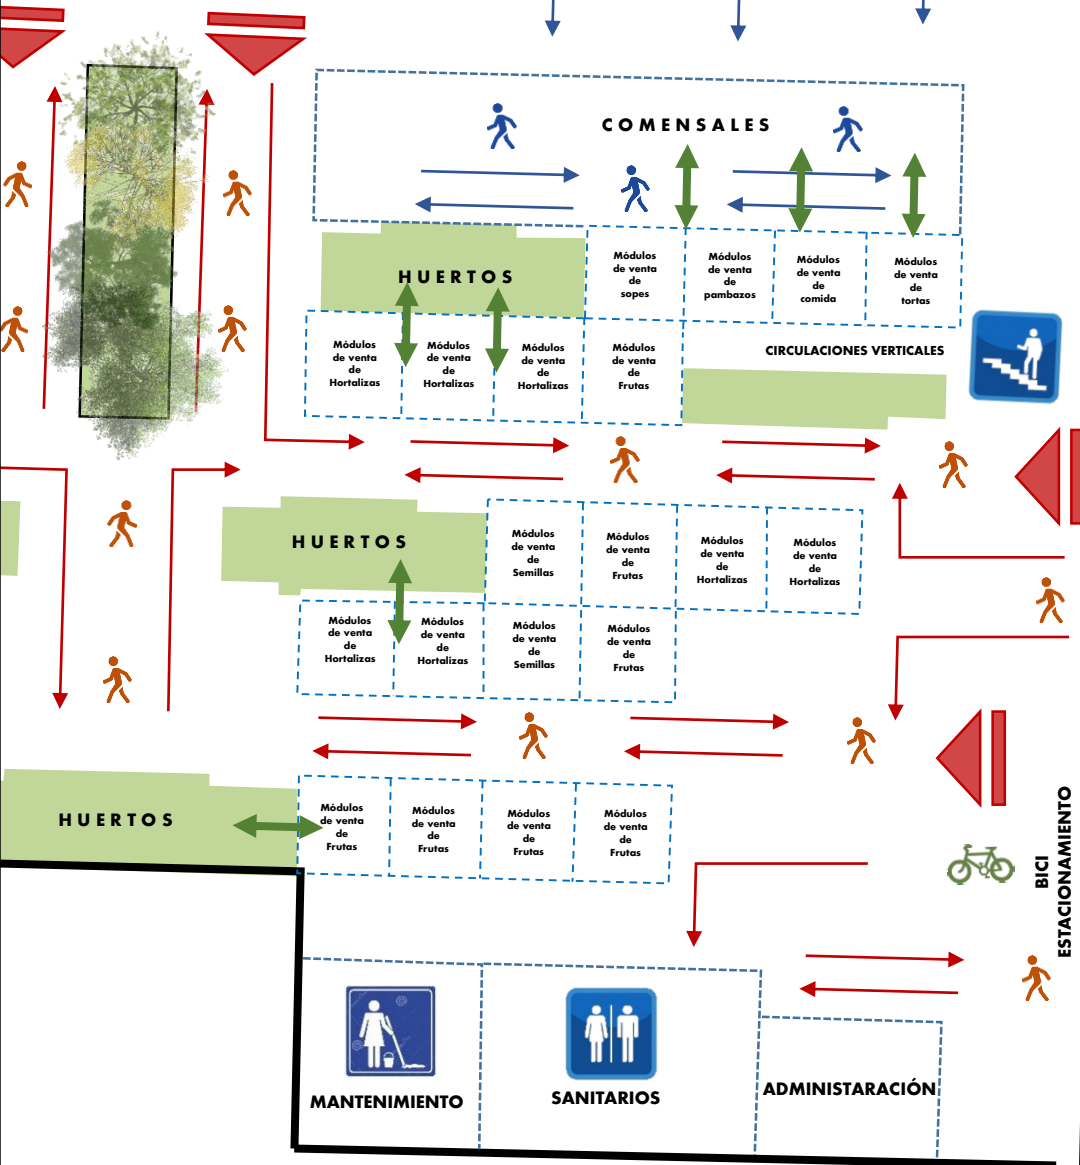 COMENSALES
HUERTOS
Módulos
de venta
de
sopes
Módulos
de venta
de
pambazos
Módulos
de venta
de
comida
Módulos
de venta
de
tortas
Módulos
de venta
de
Hortalizas
Módulos
de venta
de
Hortalizas
Módulos
de venta
de
Hortalizas
Módulos
de venta
de
Frutas
CIRCULACIONES VERTICALES
HUERTOS
Módulos
de venta
de
Semillas
Módulos
de venta
de
Frutas
Módulos
de venta
de
Hortalizas
Módulos
de venta
de
Hortalizas
Módulos
de venta
de
Hortalizas
Módulos
de venta
de
Hortalizas
Módulos
de venta
de
Semillas
Módulos
de venta
de
Frutas
HUERTOS
Módulos
de venta
de
Frutas
Módulos
de venta
de
Frutas
Módulos
de venta
de
Frutas
Módulos
de venta
de
Frutas
BICI
ESTACIONAMIENTO
MANTENIMIENTO
SANITARIOS
ADMINISTARACIÓN